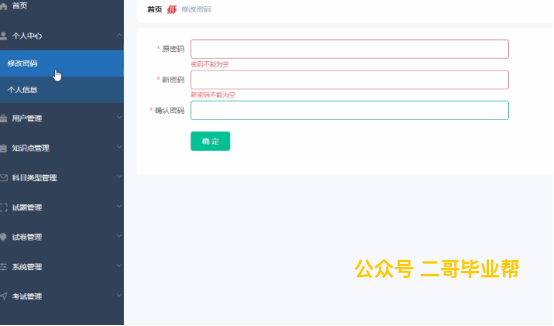 首页
个人中心
修改密码
个人信息
用户管理
知识点管理
科目类型管理
试题管理
试卷管理
系统管理
考试管理
首页 修改密码
* 原密码
密码不能为空
* 新密码
新密码不能为空
* 确认密码
确 定
公众号 二哥毕业帮